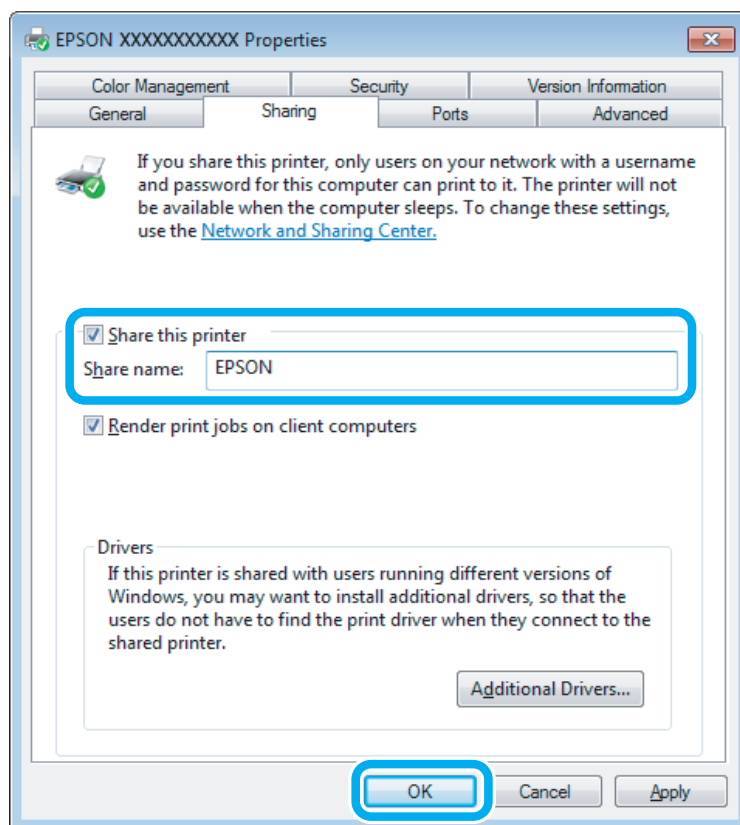 EPSON XXXXXXXXXXX Properties
Color Management Security Version Information
General Sharing Ports Advanced
If you share this printer, only users on your network with a username
and password for this computer can print to it. The printer will not
be available when the computer sleeps. To change these settings,
use the Network and Sharing Center.
Share this printer
Share name: EPSON
Render print jobs on client computers
Drivers
If this printer is shared with users running different versions of
Windows, you may want to install additional drivers, so that the
users do not have to find the print driver when they connect to the
shared printer.
Additional Drivers...
OK Cancel Apply